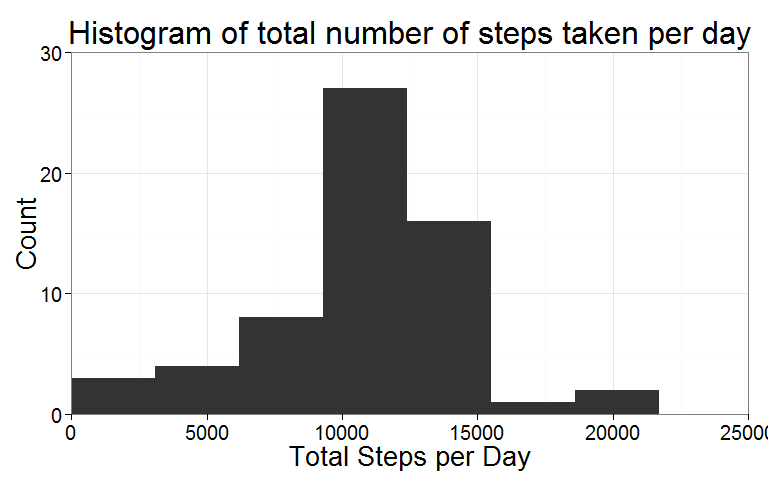 Histogram of total number of steps taken per day
30
20
10
0
Count
0 5000 10000 15000 20000 25000
Total Steps per Day